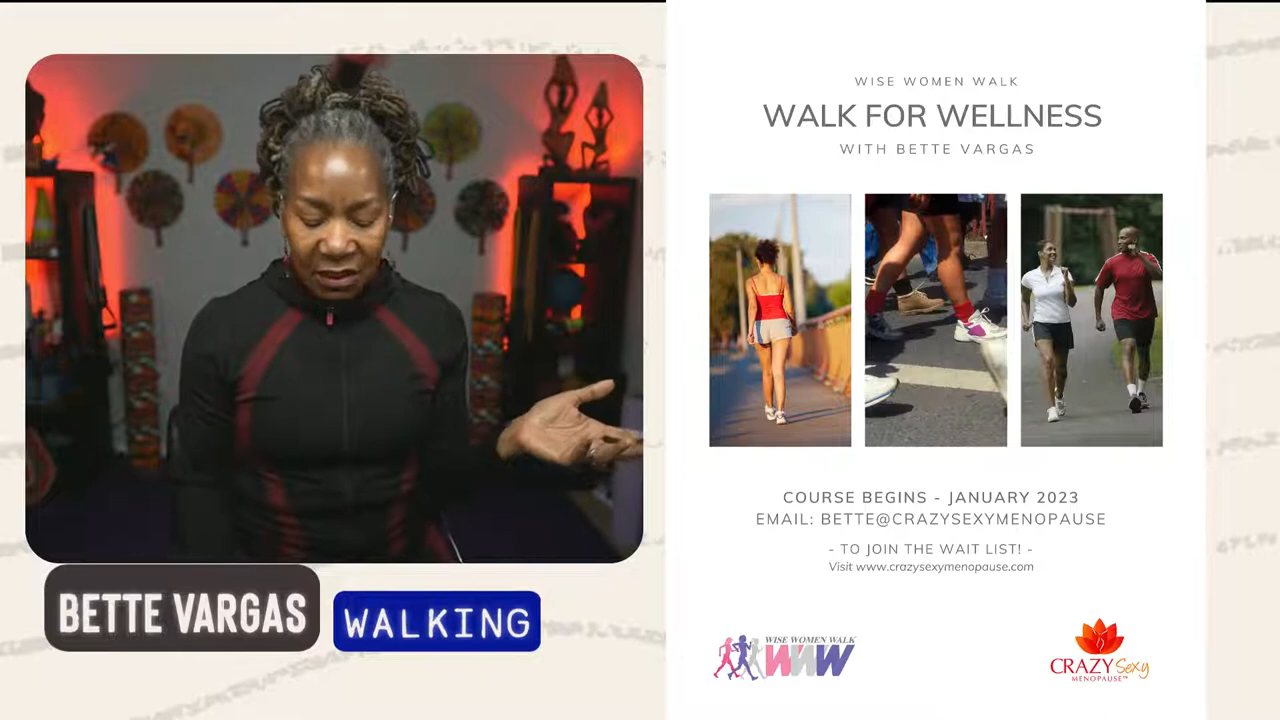 BETTE VARGAS
WALKING
WISE WOMEN WALK
WALK FOR WELLNESS
WITH BETTE VARGAS
COURSE BEGINS - JANUARY 2023
EMAIL: BETTE@CRAZYSEXYMENOPAUSE
- TO JOIN THE WAIT LIST! -
Visit www.crazysexymenopause.com
WISE WOMEN WALK
WWW
CRAZY Sexy
MENOPAUSE™